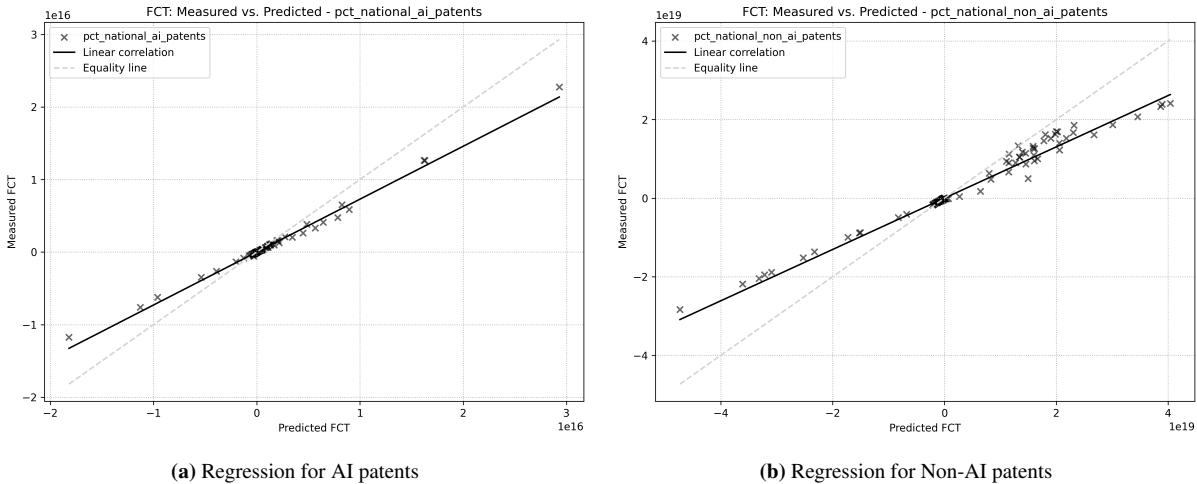 FCT: Measured vs. Predicted - pct_national_ai_patents
1e16
pct_national_ai_patents
Linear correlation
Equality line
3
2
1
0
−1
−2
Measured FCT
−2 −1 0 1 2 3
Predicted FCT
1e16
(a) Regression for AI patents
FCT: Measured vs. Predicted - pct_national_non_ai_patents
1e19
pct_national_non_ai_patents
Linear correlation
Equality line
4
2
0
−2
−4
Measured FCT
−4 −2 0 2 4
Predicted FCT
1e19
(b) Regression for Non-AI patents